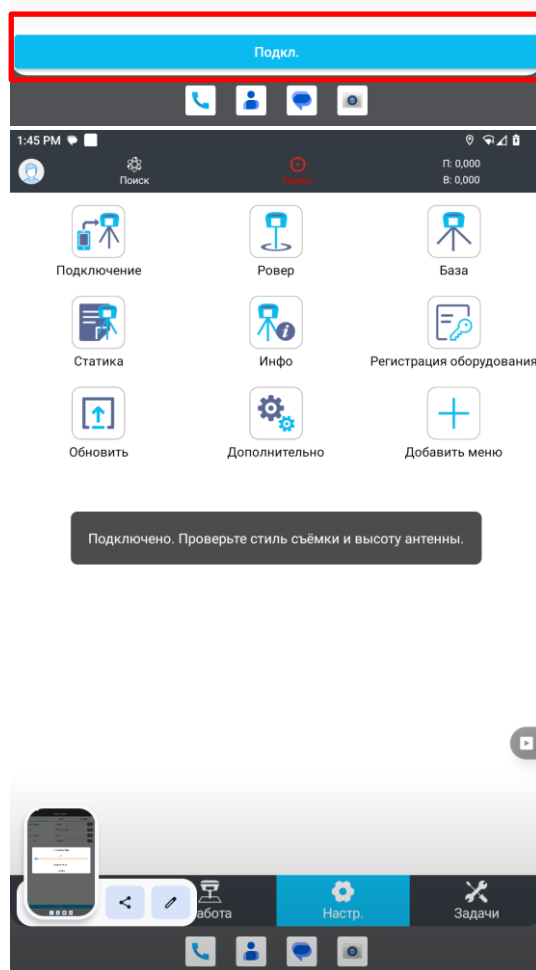 Подкл.
1:45 PM
П: 0,000
Поиск
Поиск
В: 0,000
Подключение
Ровер
База
Статика
Инфо
Регистрация оборудования
Обновить
Дополнительно
Добавить меню
Подключено. Проверьте стиль съёмки и высоту антенны.
абота
Настр.
Задачи